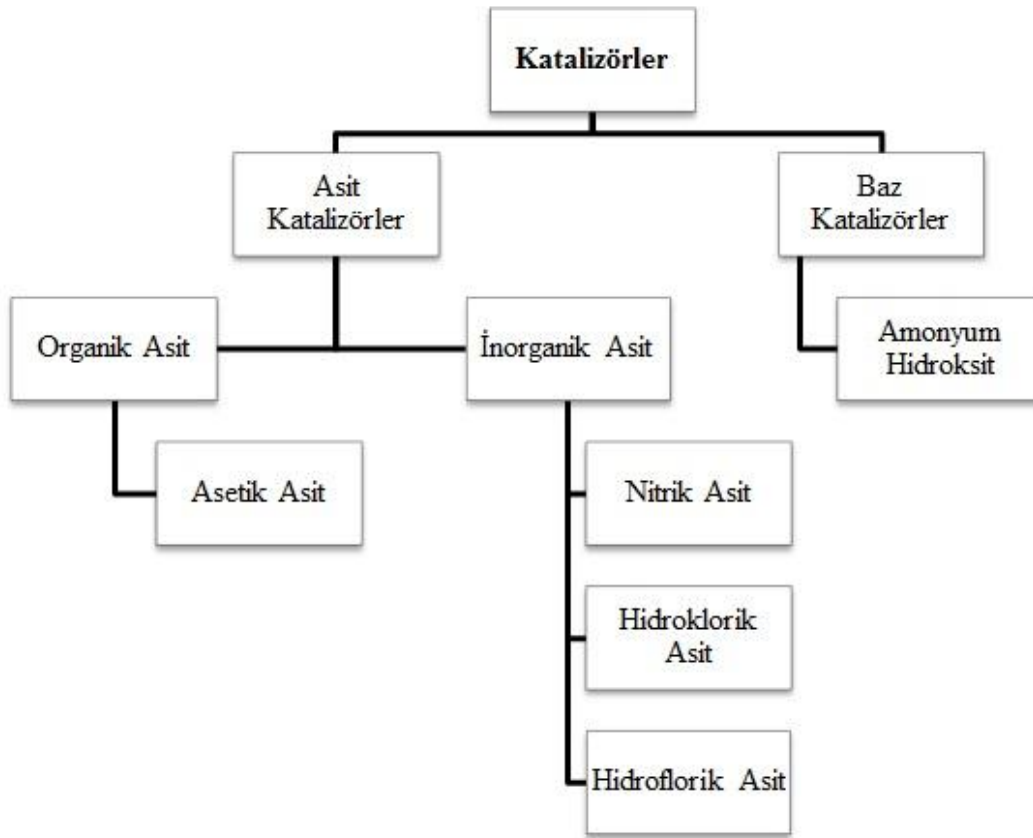 Katalizörler
Asit
Katalizörler
Baz
Katalizörler
Organik Asit
İnorganik Asit
Amonyum
Hidroksit
Asetik Asit
Nitrik Asit
Hidroklorik
Asit
Hidroflorik Asit